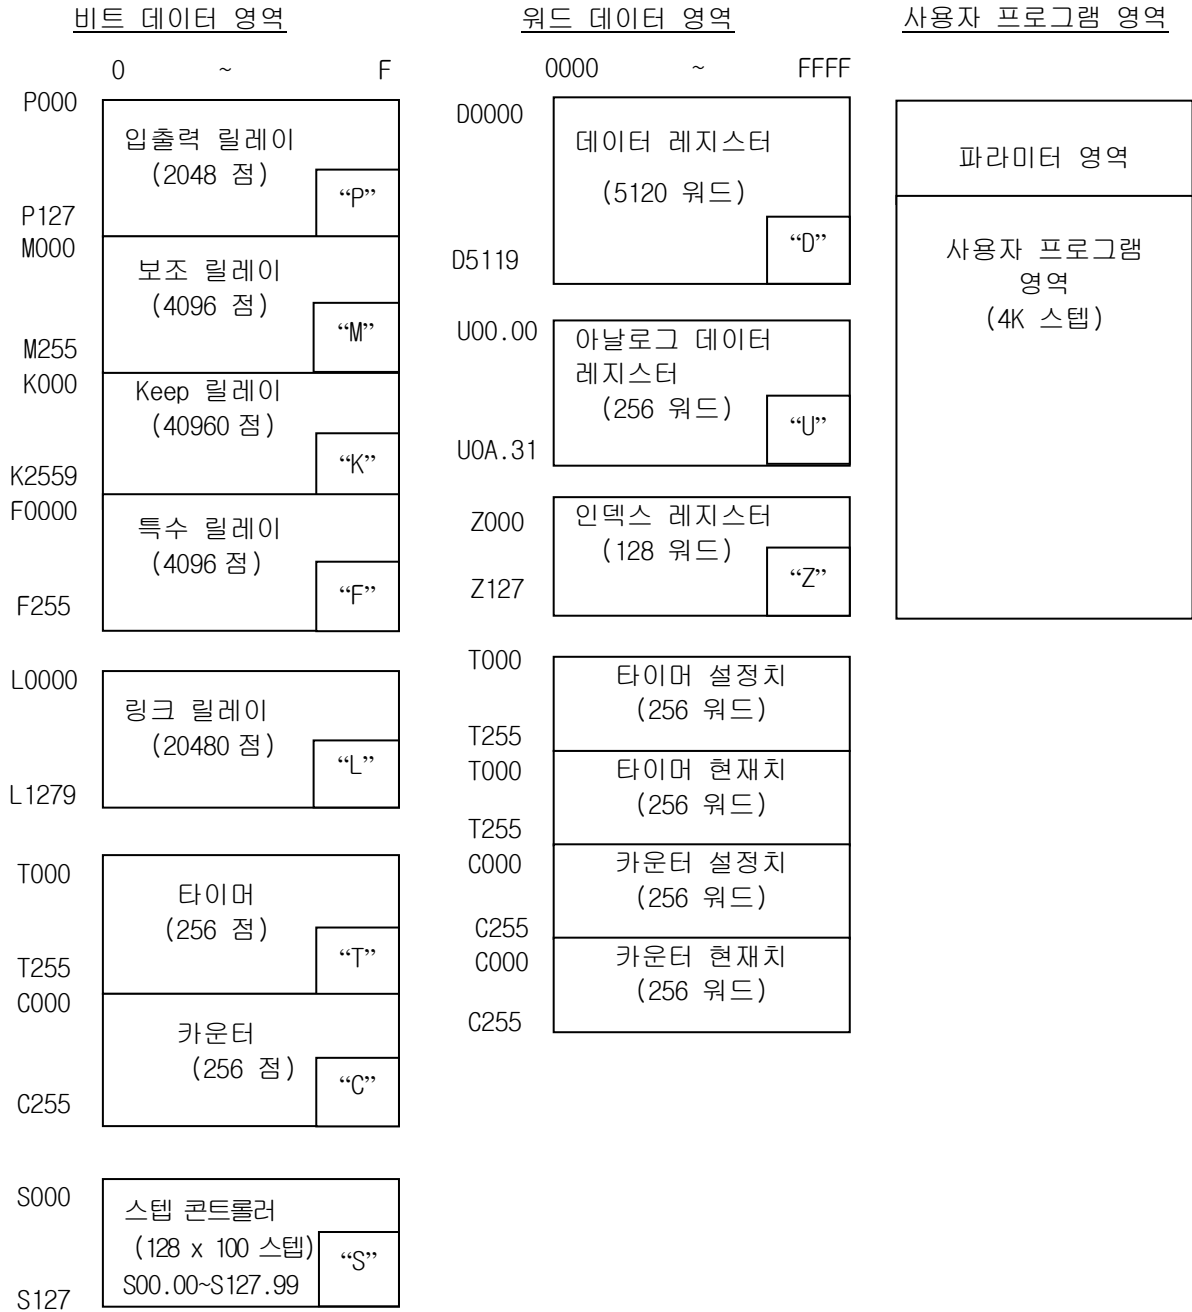 비트 데이터 영역
0 ~ F
P000
입출력 릴레이
(2048 점)
“P”
P127
M000
보조 릴레이
(4096 점)
“M”
M255
K000
Keep 릴레이
(40960 점)
“K”
K2559
F0000
특수 릴레이
(4096 점)
“F”
F255
L0000
링크 릴레이
(20480 점)
“L”
L1279
T000
타이머
(256 점)
“T”
T255
C000
카운터
(256 점)
“C”
C255
S000
스텝 콘트롤러
(128 x 100 스텝)
S00.00~S127.99
“S”
S127
워드 데이터 영역
0000 ~ FFFF
D0000
데이터 레지스터
(5120 워드)
“D”
D5119
U00.00
아날로그 데이터
레지스터
(256 워드)
“U”
U0A.31
Z000
인덱스 레지스터
(128 워드)
“Z”
Z127
T000
타이머 설정치
(256 워드)
T255
T000
타이머 현재치
(256 워드)
T255
C000
카운터 설정치
(256 워드)
C255
C000
카운터 현재치
(256 워드)
C255
사용자 프로그램 영역
파라미터 영역
사용자 프로그램
영역
(4K 스텝)